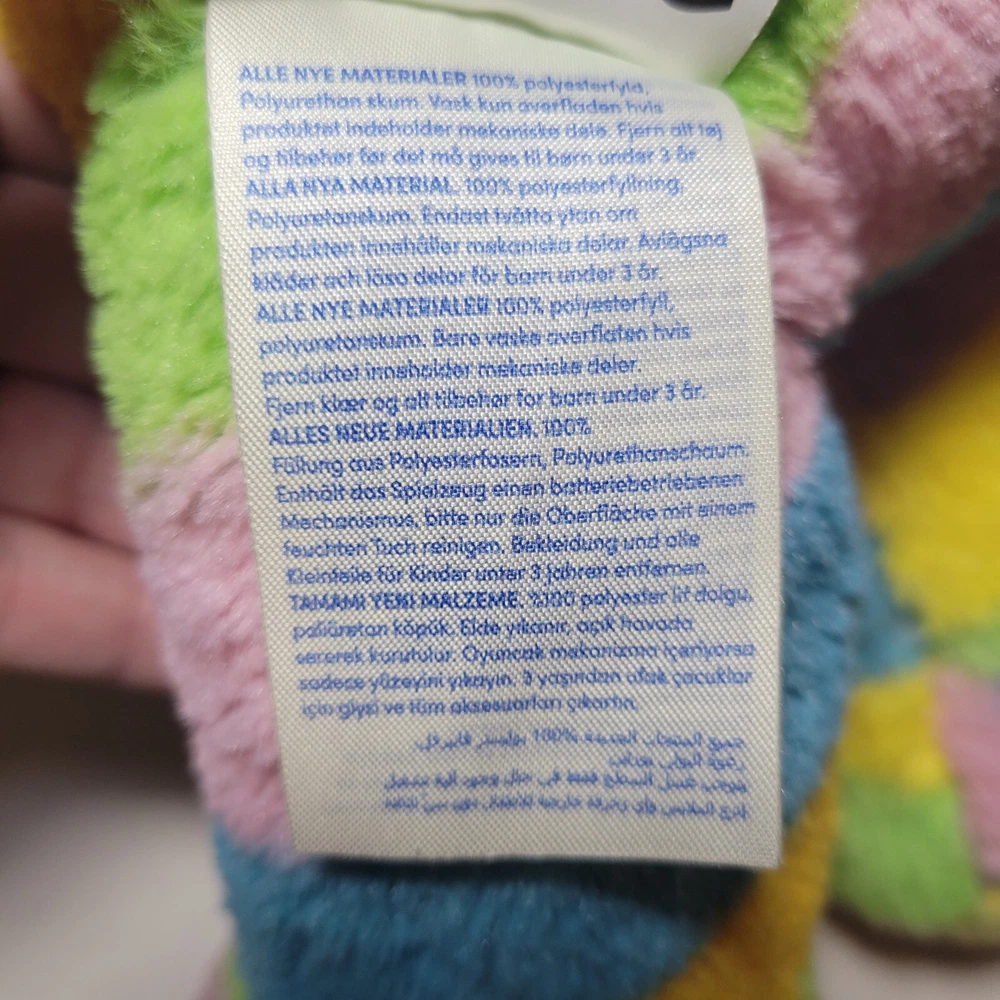 ALLE NYE MATERIALER 100% polyesterfyld,
Polyurethan skum. Vask kun overfladen hvis
produktet indeholder mekaniske dele. Fjern alt tøj
og tilbehør før det må gives til børn under 3 år.
ALLA NYA MATERIAL. 100% polyesterfyllning,
Polyuretanskum. Endast tvätta ytan om
produkten innehåller mekaniska delar. Avlägsna
kläder och lösa delar för barn under 3 år.
ALLE NYE MATERIALER 100% polyesterfyll,
polyuretanskum. Bare vaske overflaten hvis
produktet inneholder mekaniske deler.
Fjern klær og alt tilbehør for barn under 3 år.
ALLES NEUE MATERIALIEN. 100%
Füllung aus Polyesterfasern, Polyurethanschaum.
Enthält das Spielzeug einen batteriebetriebenen
Mechanismus, bitte nur die Oberfläche mit einem
feuchten Tuch reinigen. Bekleidung und alle
Kleinteile für Kinder unter 3 Jahren entfernen.
TAMAMI YENİ MALZEME. %100 polyester lif dolgu,
poliüretan köpük. Elde yıkanır, açık havada
sererek kurutulur. Oyuncak mekanizma içeriyorsa
sadece yüzeyini yıkayın. 3 yaşından ufak çocuklar
için giysi ve tüm aksesuarları çıkartın.
جميع المنتجات الجديدة 100% بوليستر فايبر فل